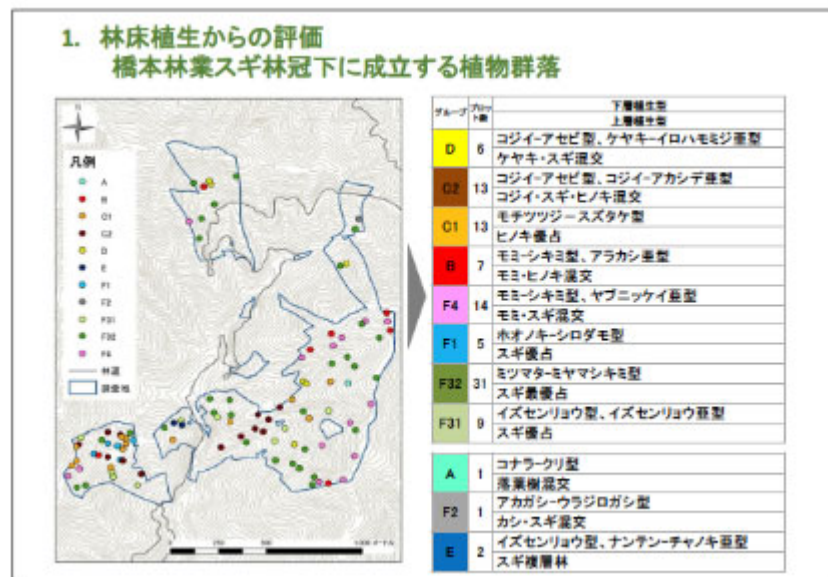 1. 林床植生からの評価
橋本林業スギ林冠下に成立する植物群落
N
凡例
A
B
C1
C2
D
E
F1
F2
F31
F32
F4
林道
調査地
0 250 500 1,000 メートル
グループ プロット数 下層植生型
上層植生型
D 6 コジイ-アセビ型、ケヤキ-イロハモミジ亜型
ケヤキ・スギ混交
C2 13 コジイ-アセビ型、コジイ-アカシデ亜型
コジイ・スギ・ヒノキ混交
C1 13 モチツツジ-スズタケ型
ヒノキ優占
B 7 モミ-シキミ型、アラカシ亜型
モミ・ヒノキ混交
F4 14 モミ-シキミ型、ヤブニッケイ亜型
モミ・スギ混交
F1 5 ホオノキ-シロダモ型
スギ優占
F32 31 ミツマタ-ミヤマシキミ型
スギ最優占
F31 9 イズセンリョウ型、イズセンリョウ亜型
スギ優占
A 1 コナラ-クリ型
落葉樹混交
F2 1 アカガシ-ウラジロガシ型
カシ・スギ混交
E 2 イズセンリョウ型、ナンテン-チャノキ亜型
スギ複層林